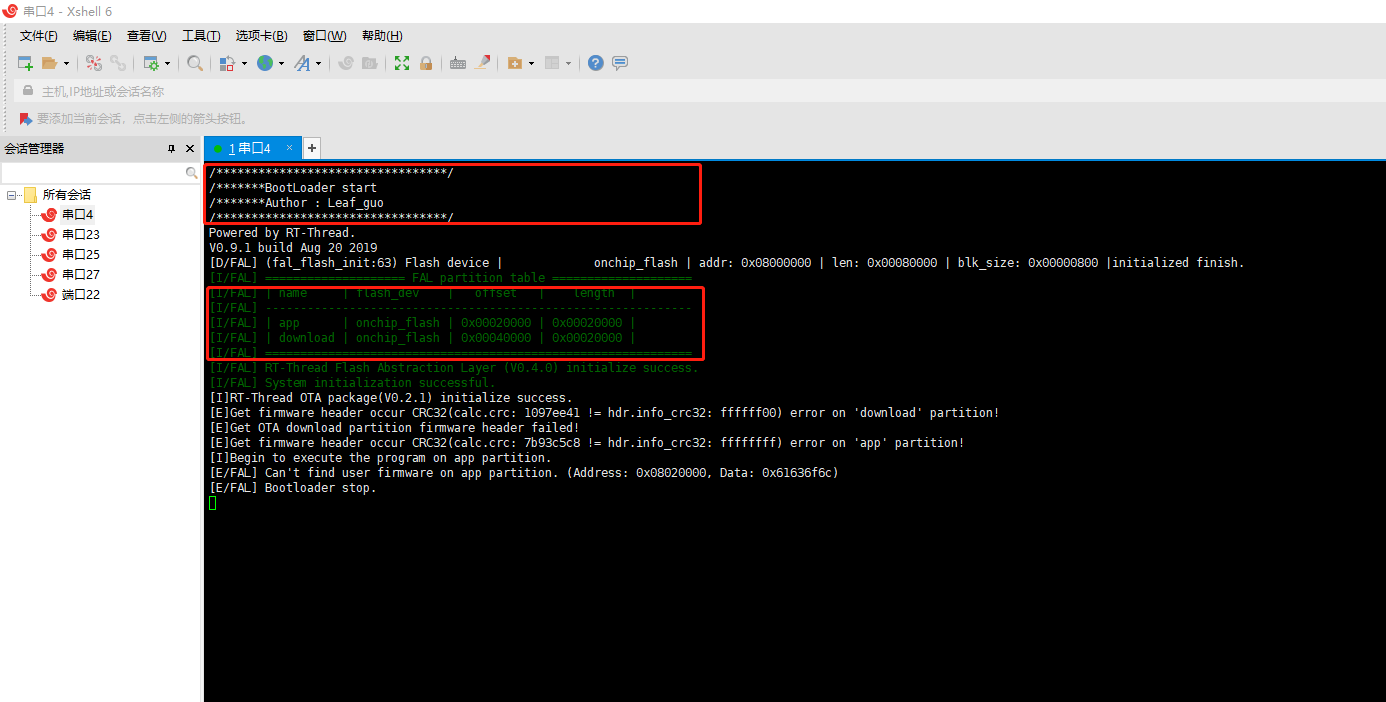 串口4 - Xshell 6
文件(F) 编辑(E) 查看(V) 工具(T) 选项卡(B) 窗口(W) 帮助(H)
主机,IP地址或会话名称
要添加当前会话，点击左侧的箭头按钮。
会话管理器
1 串口4 × +
所有会话
串口4
串口23
串口25
串口27
端口22
/*********************************/
/*******BootLoader start
/*******Author : Leaf_guo
/*********************************/
Powered by RT-Thread.
V0.9.1 build Aug 20 2019
[D/FAL] (fal_flash_init:63) Flash device |             onchip_flash | addr: 0x08000000 | len: 0x00080000 | blk_size: 0x00000800 |initialized finish.
[I/FAL] ==================== FAL partition table ====================
[I/FAL] | name     | flash_dev    |   offset   |    length  |
[I/FAL] -------------------------------------------------------------
[I/FAL] | app      | onchip_flash | 0x00020000 | 0x00020000 |
[I/FAL] | download | onchip_flash | 0x00040000 | 0x00020000 |
[I/FAL] =============================================================
[I/FAL] RT-Thread Flash Abstraction Layer (V0.4.0) initialize success.
[I/FAL] System initialization successful.
[I]RT-Thread OTA package(V0.2.1) initialize success.
[E]Get firmware header occur CRC32(calc.crc: 1097ee41 != hdr.info_crc32: ffffff00) error on 'download' partition!
[E]Get OTA download partition firmware header failed!
[E]Get firmware header occur CRC32(calc.crc: 7b93c5c8 != hdr.info_crc32: ffffffff) error on 'app' partition!
[I]Begin to execute the program on app partition.
[E/FAL] Can't find user firmware on app partition. (Address: 0x08020000, Data: 0x61636f6c)
[E/FAL] Bootloader stop.